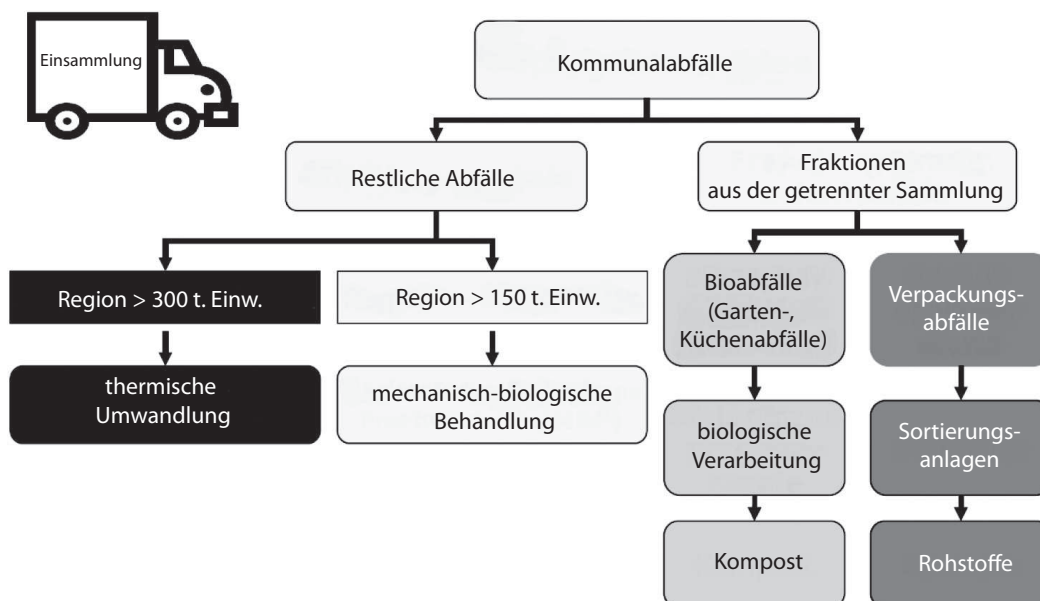 Einsammlung
Kommunalabfälle
Restliche Abfälle
Fraktionen
aus der getrennter Sammlung
Region > 300 t. Einw.
Region > 150 t. Einw.
Bioabfälle
(Garten-,
Küchenabfälle)
Verpackungs-
abfälle
thermische
Umwandlung
mechanisch-biologische
Behandlung
biologische
Verarbeitung
Sortierungs-
anlagen
Kompost
Rohstoffe